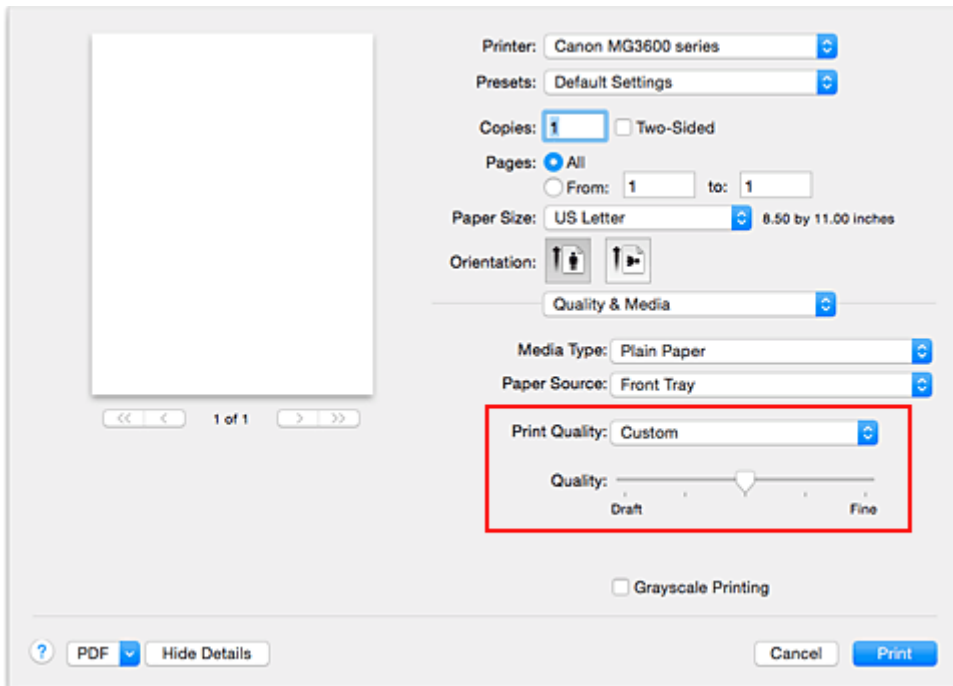 Printer: Canon MG3600 series
Presets: Default Settings
Copies: 1 Two-Sided
Pages: All
From: 1 to: 1
Paper Size: US Letter 8.50 by 11.00 inches
Orientation:
Quality & Media
Media Type: Plain Paper
Paper Source: Front Tray
<< < 1 of 1 > >>
Print Quality: Custom
Quality:
Draft Fine
Grayscale Printing
? PDF Hide Details Cancel Print